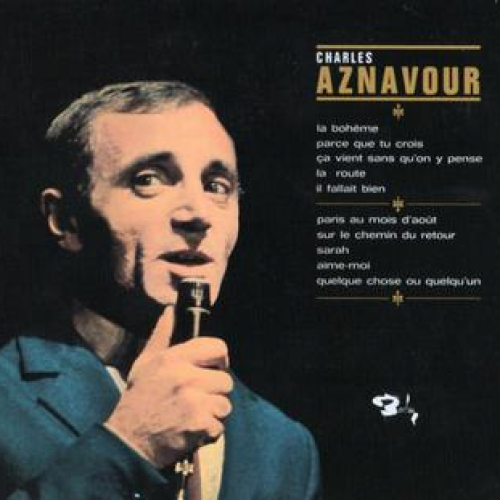 CHARLES
AZNAVOUR
la bohème
parce que tu crois
ça vient sans qu'on y pense
la route
il fallait bien
paris au mois d'août
sur le chemin du retour
sarah
aime-moi
quelque chose ou quelqu'un